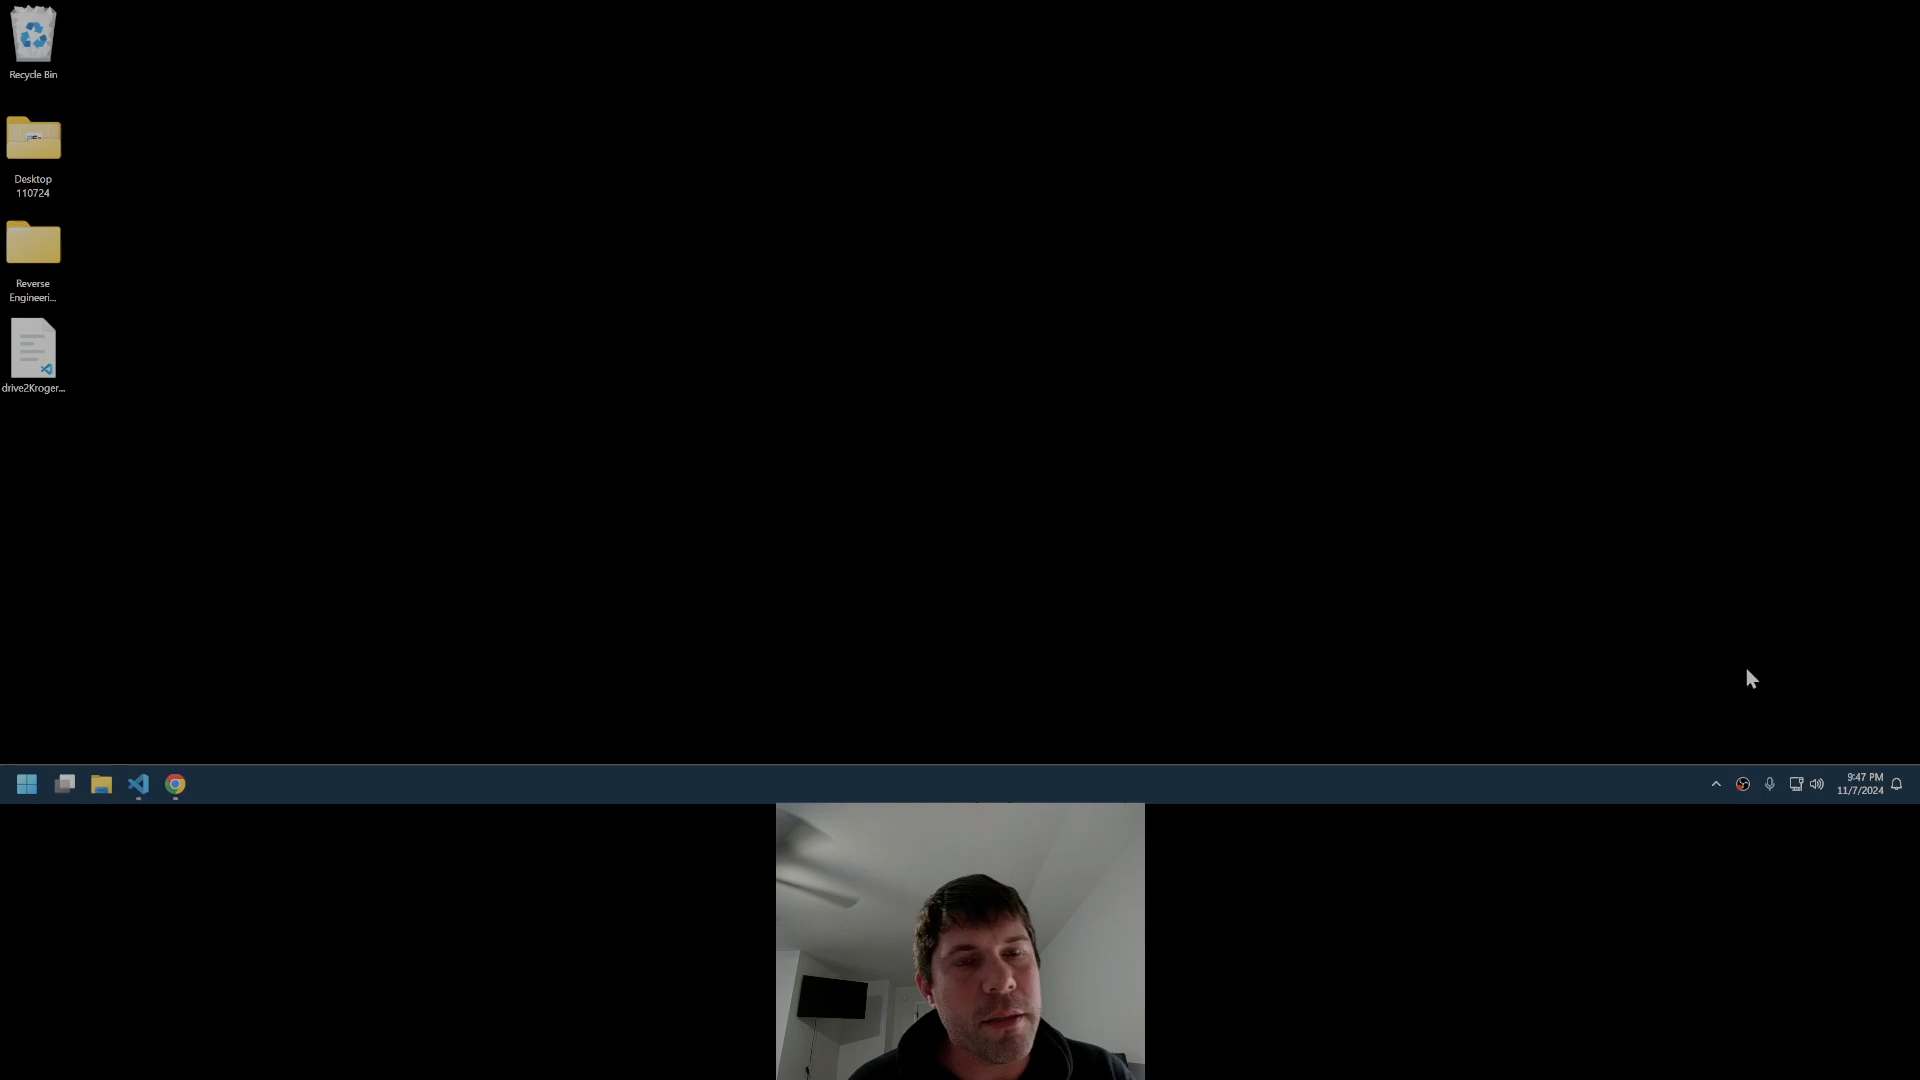 Recycle Bin
Desktop
110724
Reverse
Engineeri...
drive2Kroger...
9:47 PM
11/7/2024